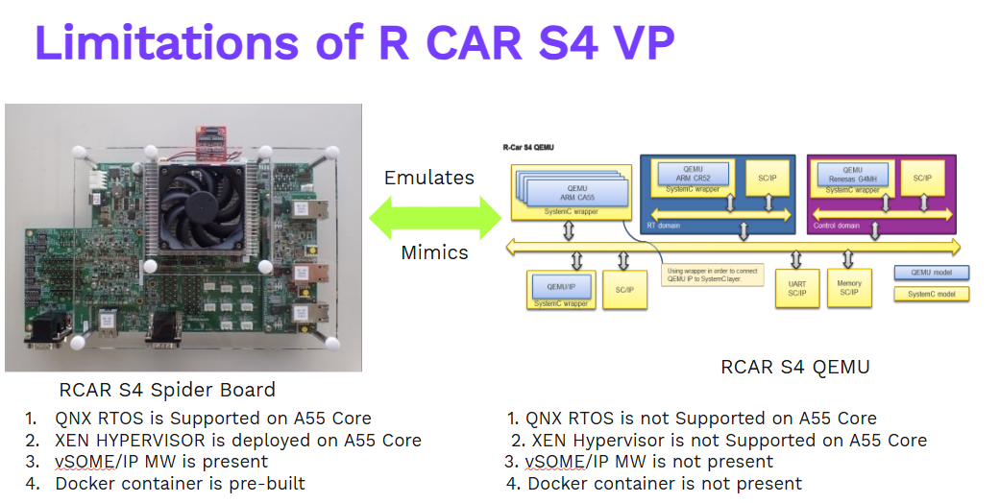 Limitations of R CAR S4 VP
Emulates
Mimics
R-Car S4 QEMU
QEMU
ARM CA55
SystemC wrapper
QEMU
ARM CR52
SystemC wrapper
SC/IP
RT domain
QEMU
Renesas G4MH
SystemC wrapper
SC/IP
Control domain
QEMU/IP
SystemC wrapper
SC/IP
Using wrapper in order to connect
QEMU IP to SystemC layer.
UART
SC/IP
Memory
SC/IP
QEMU model
SystemC model
RCAR S4 Spider Board
1. QNX RTOS is Supported on A55 Core
2. XEN HYPERVISOR is deployed on A55 Core
3. vSOME/IP MW is present
4. Docker container is pre-built
RCAR S4 QEMU
1. QNX RTOS is not Supported on A55 Core
2. XEN Hypervisor is not Supported on A55 Core
3. vSOME/IP MW is not present
4. Docker container is not present